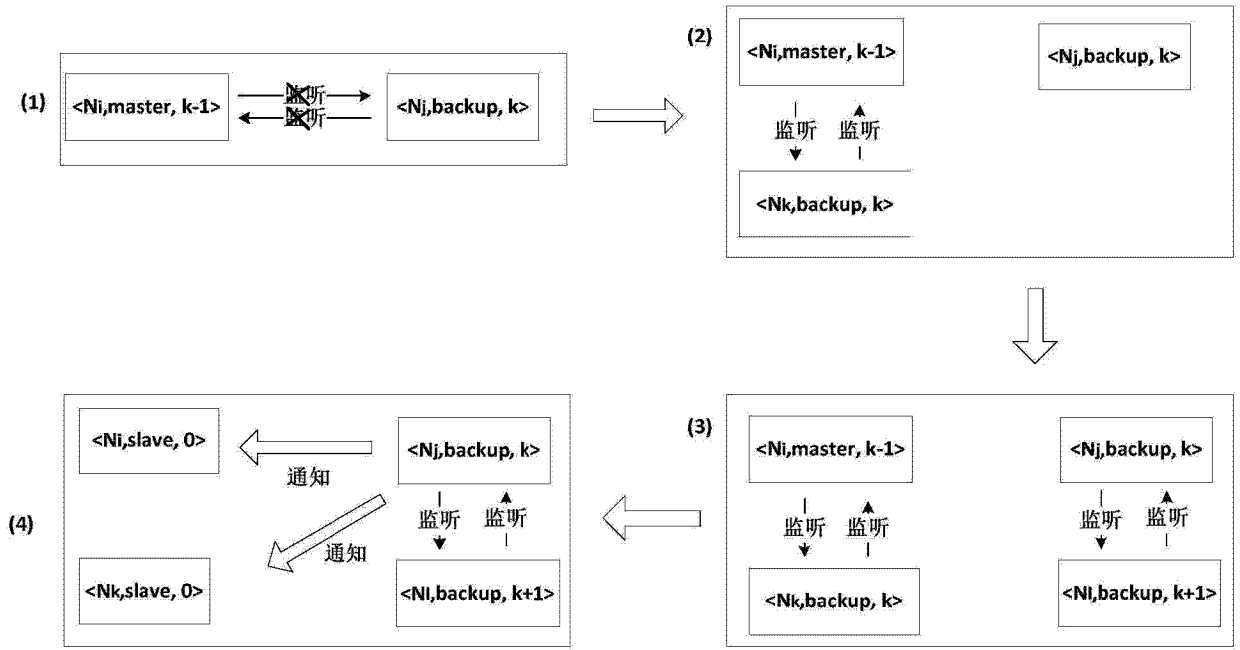 (1)
<Ni,master, k-1>
监听
监听
<Nj,backup, k>
(2)
<Ni,master, k-1>
<Nj,backup, k>
监听 监听
<Nk,backup, k>
(3)
<Ni,master, k-1>
<Nj,backup, k>
监听 监听
监听 监听
<Nk,backup, k>
<Nl,backup, k+1>
(4)
<Ni,slave, 0>
通知
<Nj,backup, k>
监听 监听
通知
<Nk,slave, 0>
<Nl,backup, k+1>